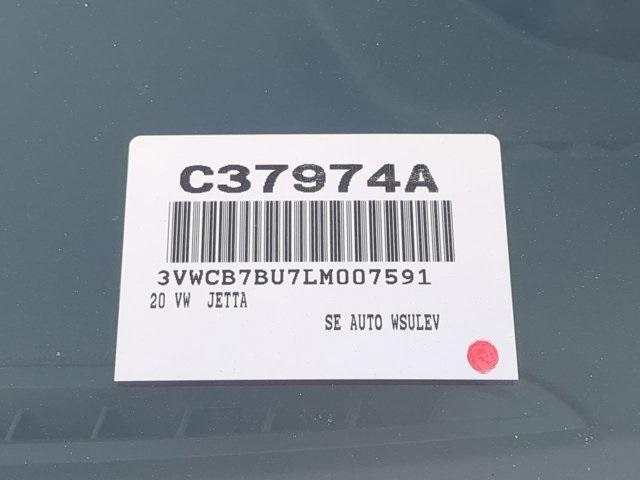 C37974A
3VWCB7BU7LM007591
20 VW JETTA
SE AUTO WSULEV